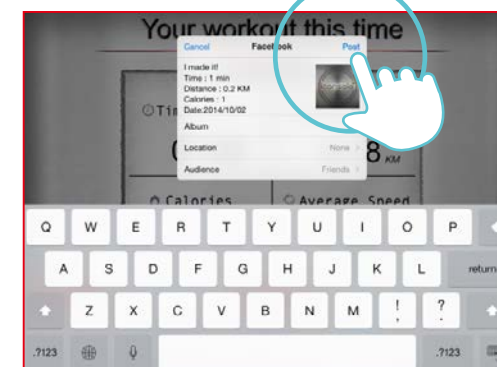 Your workout this time
Cancel Facebook Post
I made it!
Time : 1 min
Distance : 0.2 KM
Calories : 1
Date:2014/10/02
Album
Location None >
Audience Friends >
8 KM
Calories Average Speed
Q W E R T Y U I O P
A S D F G H J K L return
Z X C V B N M ! , ? .
.?123 .?123